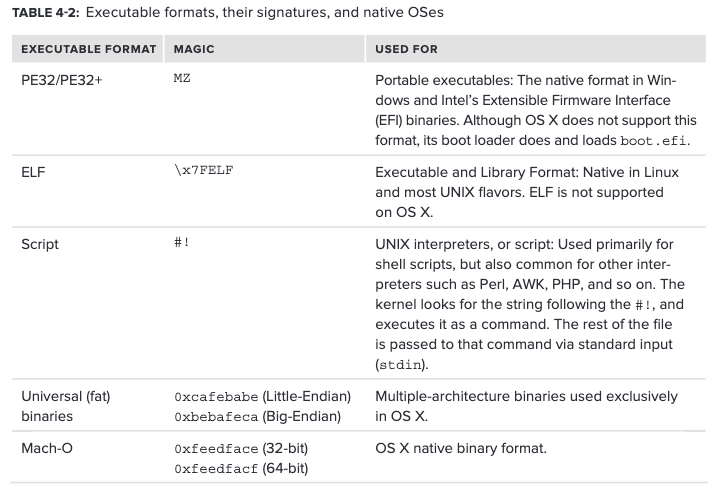 TABLE 4-2: Executable formats, their signatures, and native OSes
EXECUTABLE FORMAT MAGIC USED FOR
PE32/PE32+ MZ Portable executables: The native format in Win-
dows and Intel's Extensible Firmware Interface
(EFI) binaries. Although OS X does not support this
format, its boot loader does and loads boot.efi.
ELF \x7FELF Executable and Library Format: Native in Linux
and most UNIX flavors. ELF is not supported
on OS X.
Script #! UNIX interpreters, or script: Used primarily for
shell scripts, but also common for other inter-
preters such as Perl, AWK, PHP, and so on. The
kernel looks for the string following the #!, and
executes it as a command. The rest of the file
is passed to that command via standard input
(stdin).
Universal (fat) 0xcafebabe (Little-Endian) Multiple-architecture binaries used exclusively
binaries 0xbebafeca (Big-Endian) in OS X.
Mach-O 0xfeedface (32-bit) OS X native binary format.
0xfeedfacf (64-bit)